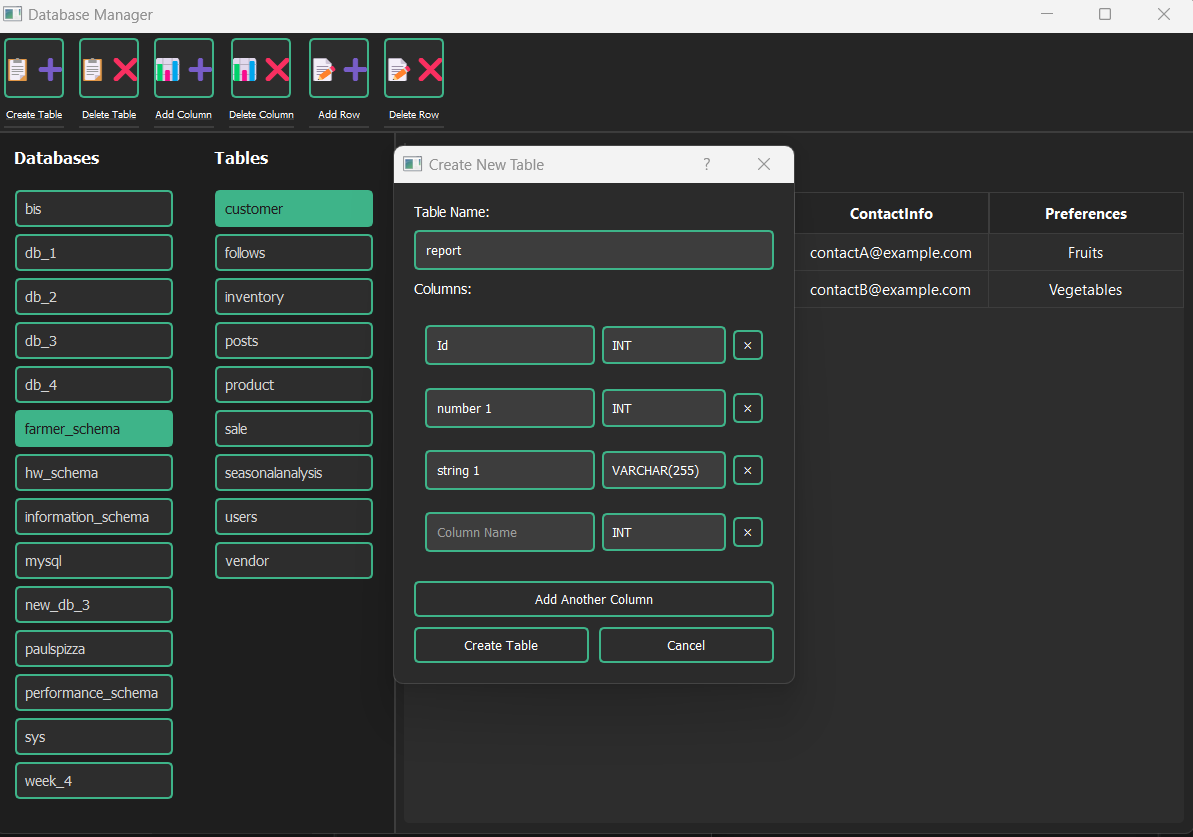 Database Manager
Create Table
Delete Table
Add Column
Delete Column
Add Row
Delete Row
Databases
bis
db_1
db_2
db_3
db_4
farmer_schema
hw_schema
information_schema
mysql
new_db_3
paulspizza
performance_schema
sys
week_4
Tables
customer
follows
inventory
posts
product
sale
seasonalanalysis
users
vendor
Create New Table
?
Table Name:
report
Columns:
Id INT ×
number 1 INT ×
string 1 VARCHAR(255) ×
Column Name INT ×
Add Another Column
Create Table Cancel
ContactInfo Preferences
contactA@example.com Fruits
contactB@example.com Vegetables